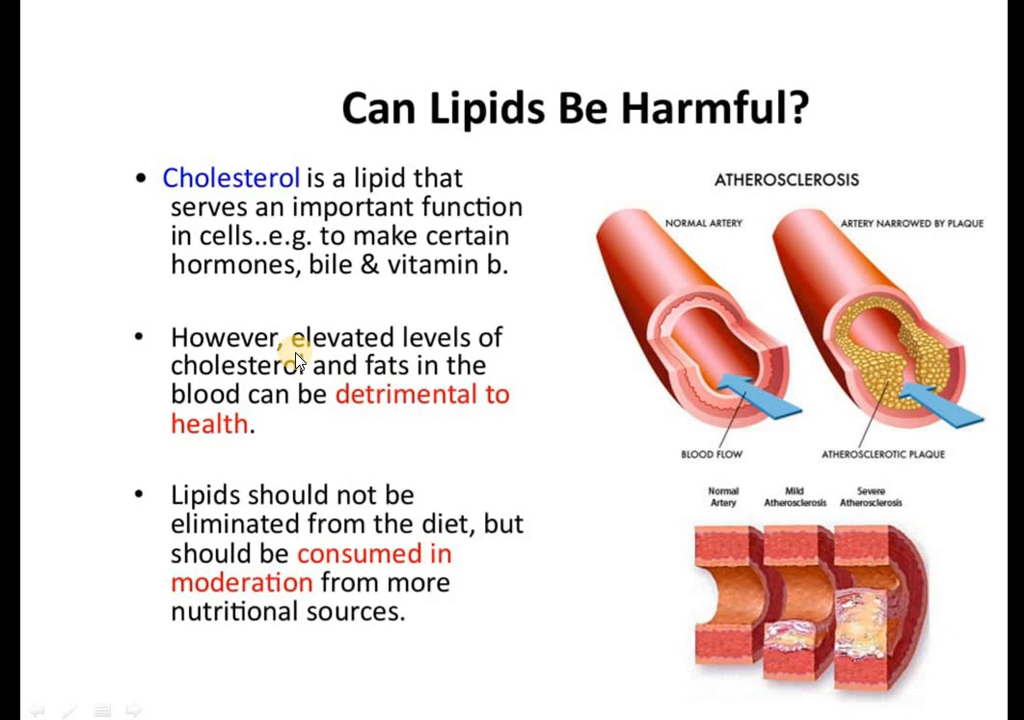 Can Lipids Be Harmful?
• Cholesterol is a lipid that
serves an important function
in cells..e.g. to make certain
hormones, bile & vitamin b.
• However, elevated levels of
cholesterol and fats in the
blood can be detrimental to
health.
• Lipids should not be
eliminated from the diet, but
should be consumed in
moderation from more
nutritional sources.
ATHEROSCLEROSIS
NORMAL ARTERY
ARTERY NARROWED BY PLAQUE
BLOOD FLOW
ATHEROSCLEROTIC PLAQUE
Normal
Artery
Mild
Atherosclerosis
Severe
Atherosclerosis